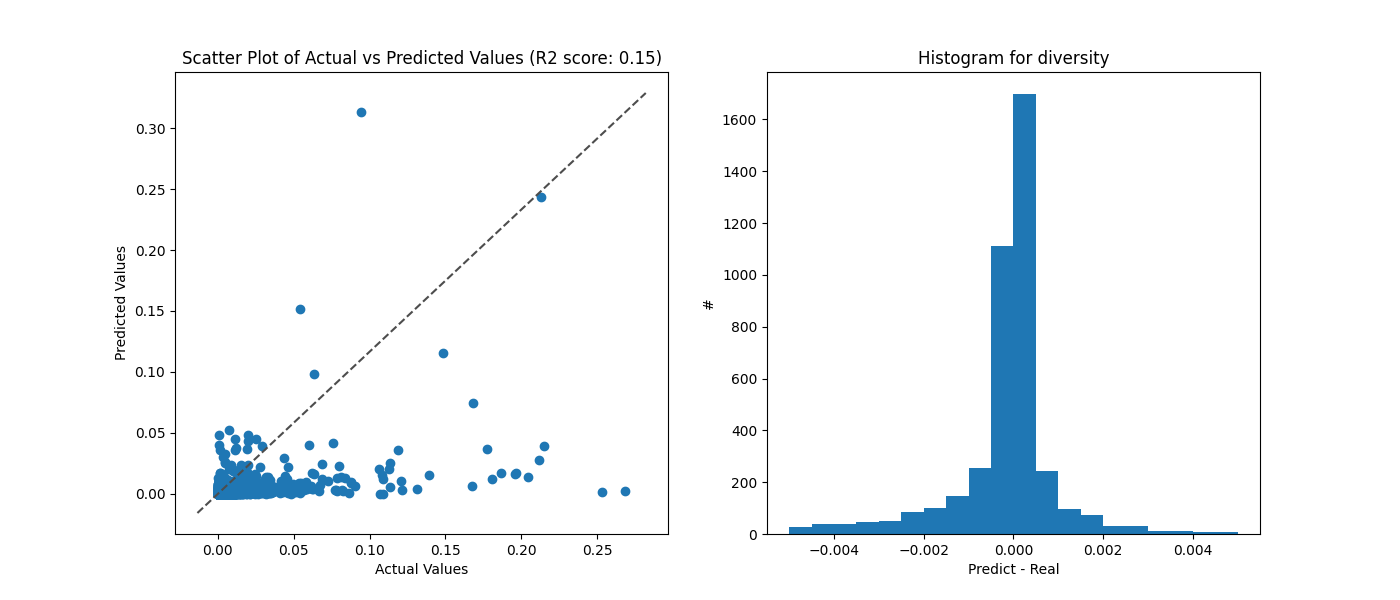 Scatter Plot of Actual vs Predicted Values (R2 score: 0.15)
0.30
0.25
0.20
0.15
0.10
0.05
0.00
Predicted Values
0.00 0.05 0.10 0.15 0.20 0.25
Actual Values
Histogram for diversity
1600
1400
1200
1000
800
600
400
200
0
#
−0.004 −0.002 0.000 0.002 0.004
Predict - Real